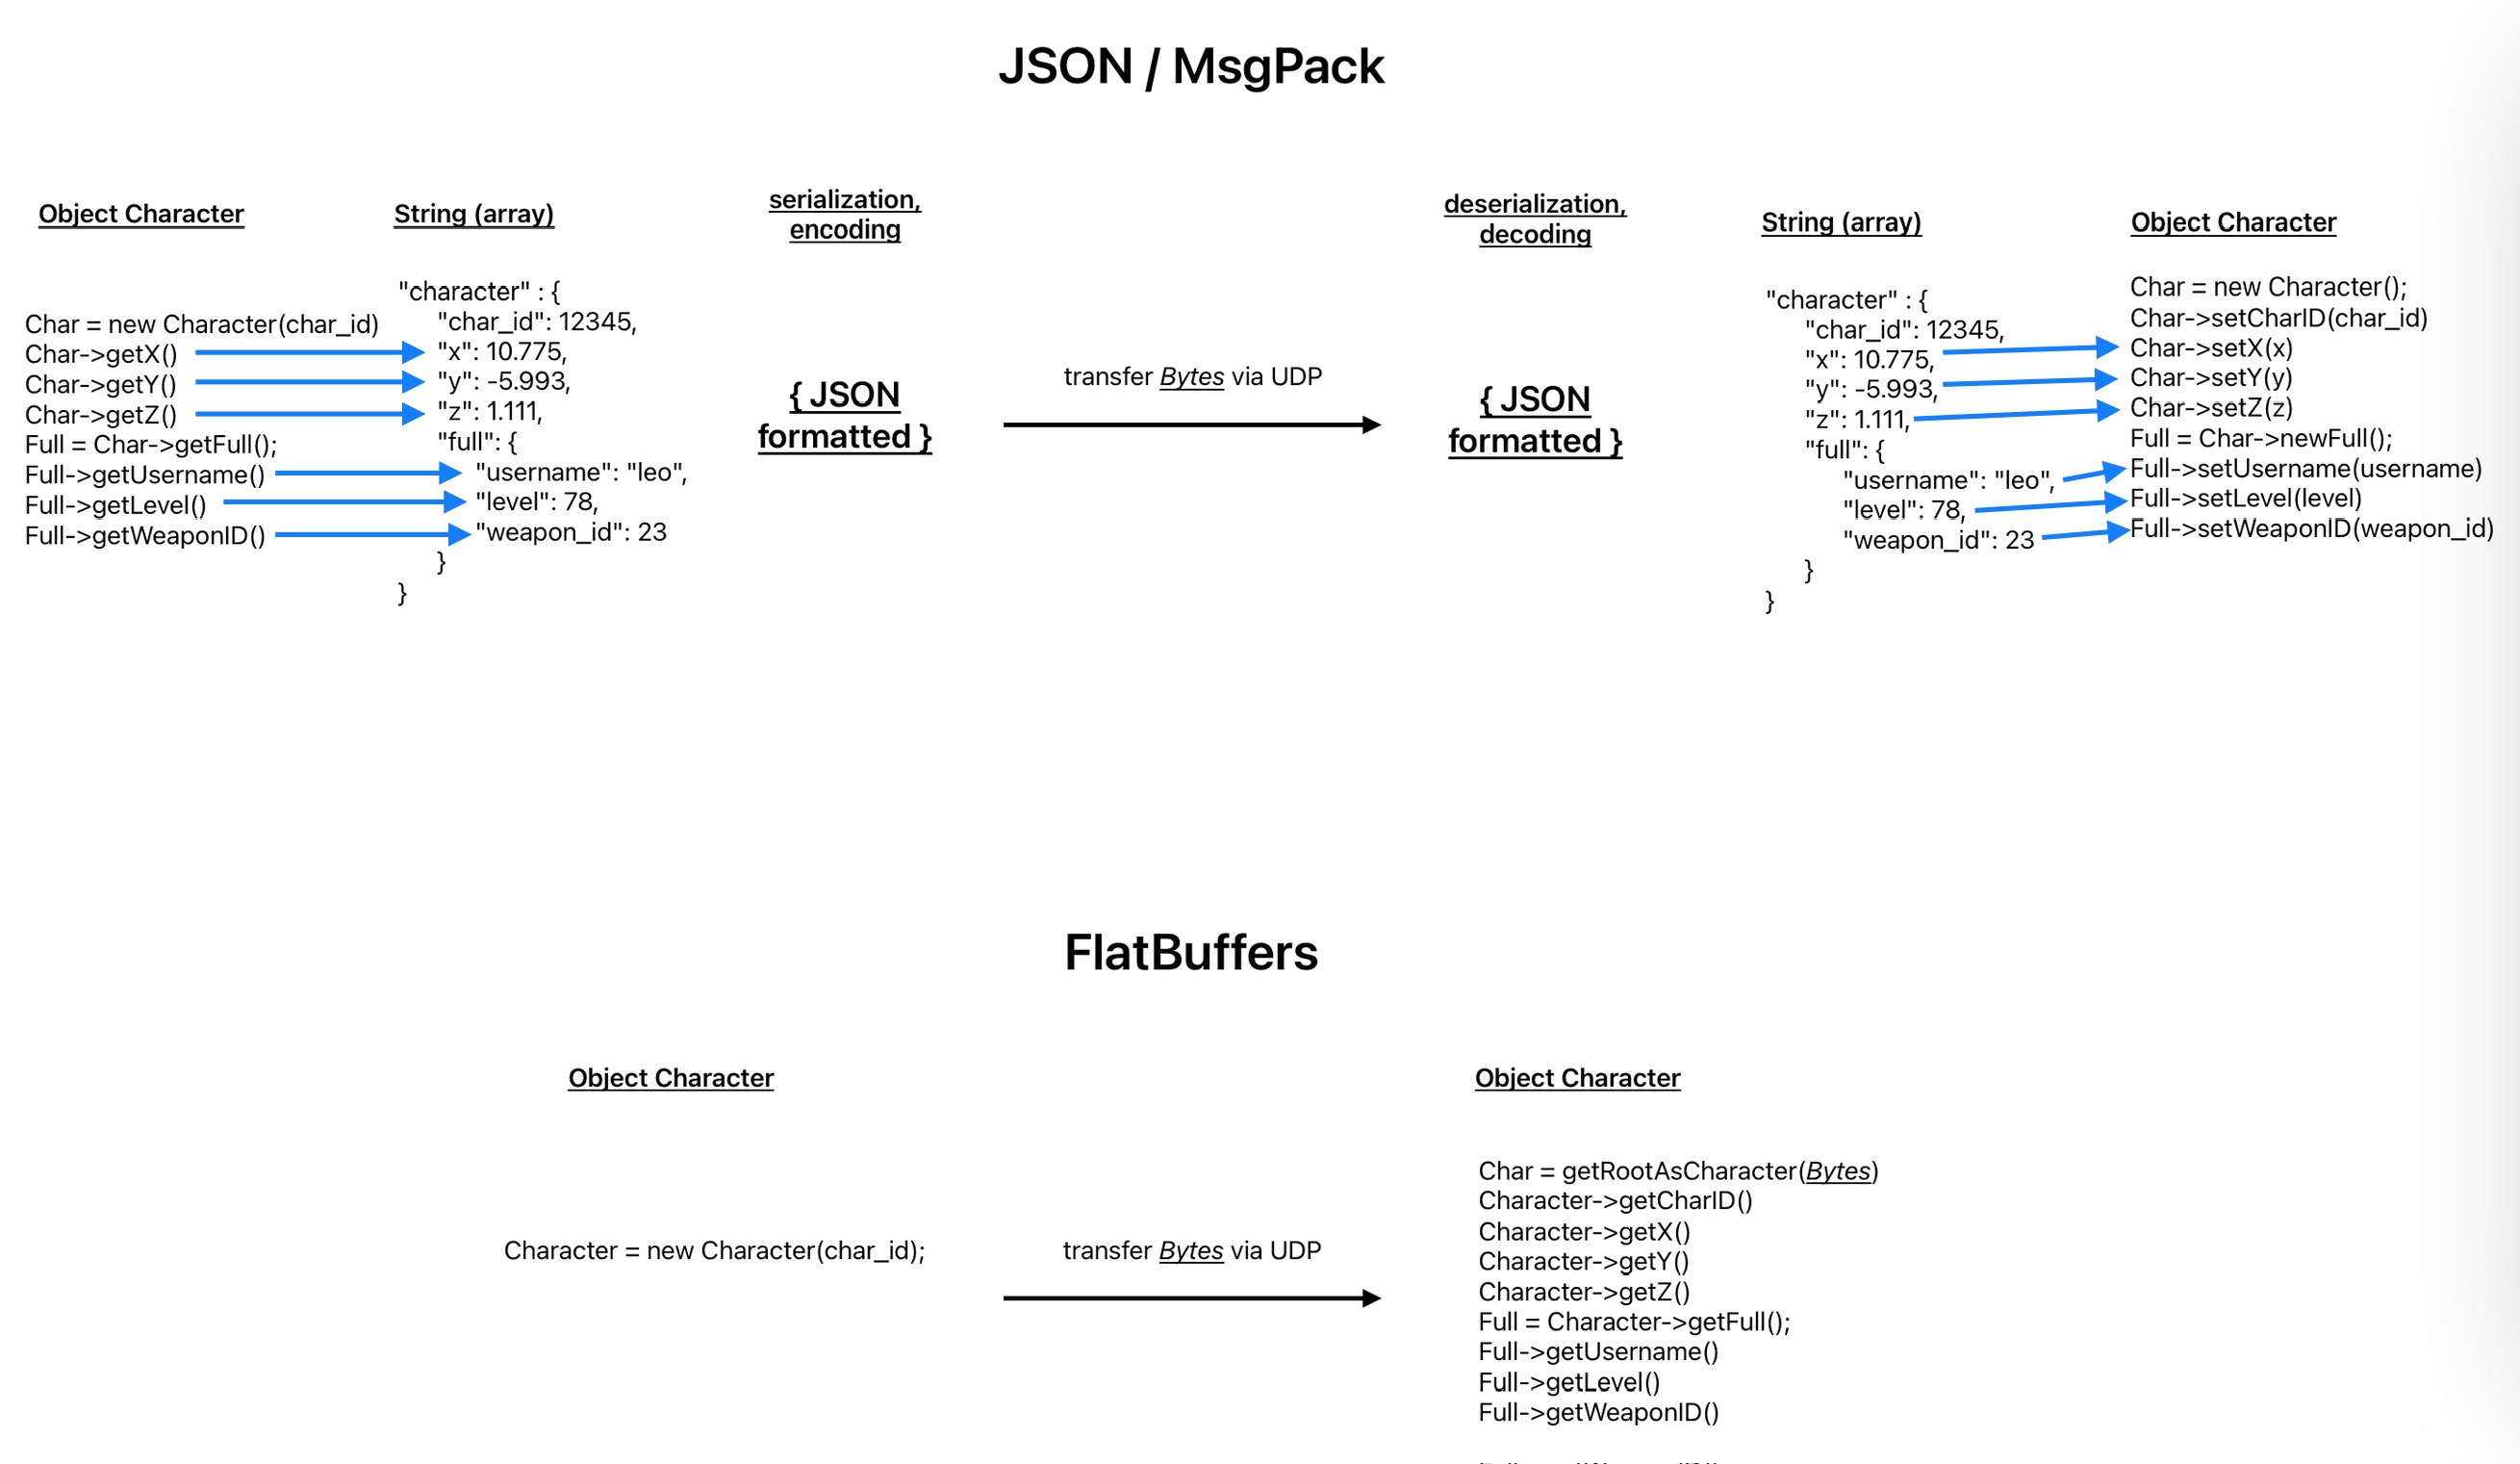 JSON / MsgPack
Object Character
Char = new Character(char_id)
Char->getX()
Char->getY()
Char->getZ()
Full = Char->getFull();
Full->getUsername()
Full->getLevel()
Full->getWeaponID()
String (array)
"character" : {
"char_id": 12345,
"x": 10.775,
"y": -5.993,
"z": 1.111,
"full": {
"username": "leo",
"level": 78,
"weapon_id": 23
}
}
serialization,
encoding
{ JSON
formatted }
transfer Bytes via UDP
deserialization,
decoding
{ JSON
formatted }
String (array)
"character" : {
"char_id": 12345,
"x": 10.775,
"y": -5.993,
"z": 1.111,
"full": {
"username": "leo",
"level": 78,
"weapon_id": 23
}
}
Object Character
Char = new Character();
Char->setCharID(char_id)
Char->setX(x)
Char->setY(y)
Char->setZ(z)
Full = Char->newFull();
Full->setUsername(username)
Full->setLevel(level)
Full->setWeaponID(weapon_id)
FlatBuffers
Object Character
Character = new Character(char_id);
transfer Bytes via UDP
Object Character
Char = getRootAsCharacter(Bytes)
Character->getCharID()
Character->getX()
Character->getY()
Character->getZ()
Full = Character->getFull();
Full->getUsername()
Full->getLevel()
Full->getWeaponID()